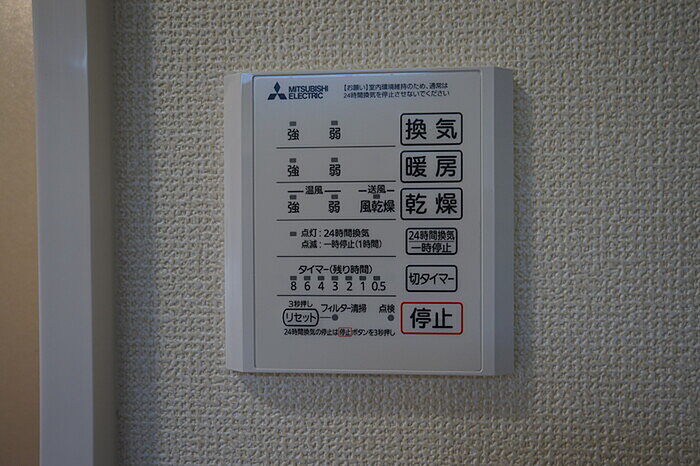 MITSUBISHI
ELECTRIC
【お願い】室内環境維持のため、通常は
24時間換気を停止させないでください
強 弱 換気
強 弱 暖房
温風 送風
強 弱 風乾燥 乾燥
点灯:24時間換気
点滅:一時停止(1時間)
24時間換気
一時停止
タイマー(残り時間)
8 6 4 3 2 1 0.5
切タイマー
3秒押し
リセット フィルター清掃 点検
停止
24時間換気の停止は停止ボタンを3秒押し